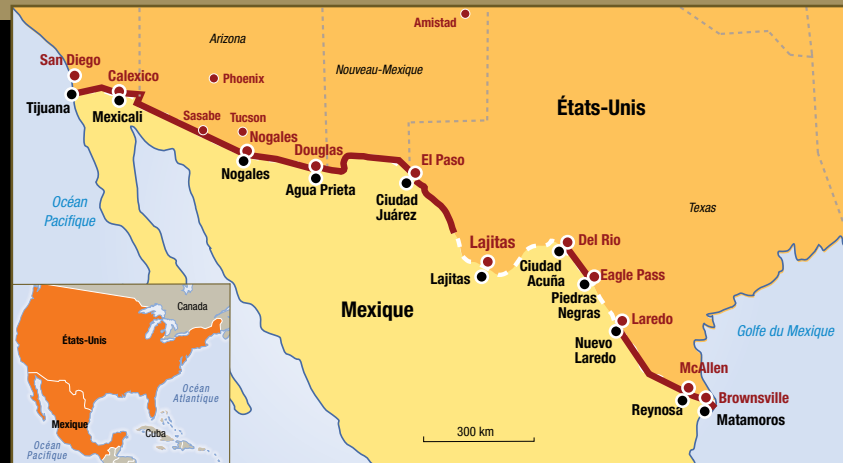 Amistad
Arizona
San Diego
Nouveau-Mexique
Calexico
Phoenix
États-Unis
Tijuana
Mexicali
Sasabe
Tucson
Nogales
Douglas
El Paso
Nogales
Agua Prieta
Ciudad
Juárez
Océan
Pacifique
Texas
Lajitas
Del Rio
Lajitas
Ciudad
Acuña
Eagle Pass
Piedras
Negras
Mexique
Laredo
Nuevo
Laredo
Golfe du Mexique
McAllen
Brownsville
Reynosa
Matamoros
300 km
Canada
États-Unis
Océan
Atlantique
Mexique
Cuba
Océan
Pacifique